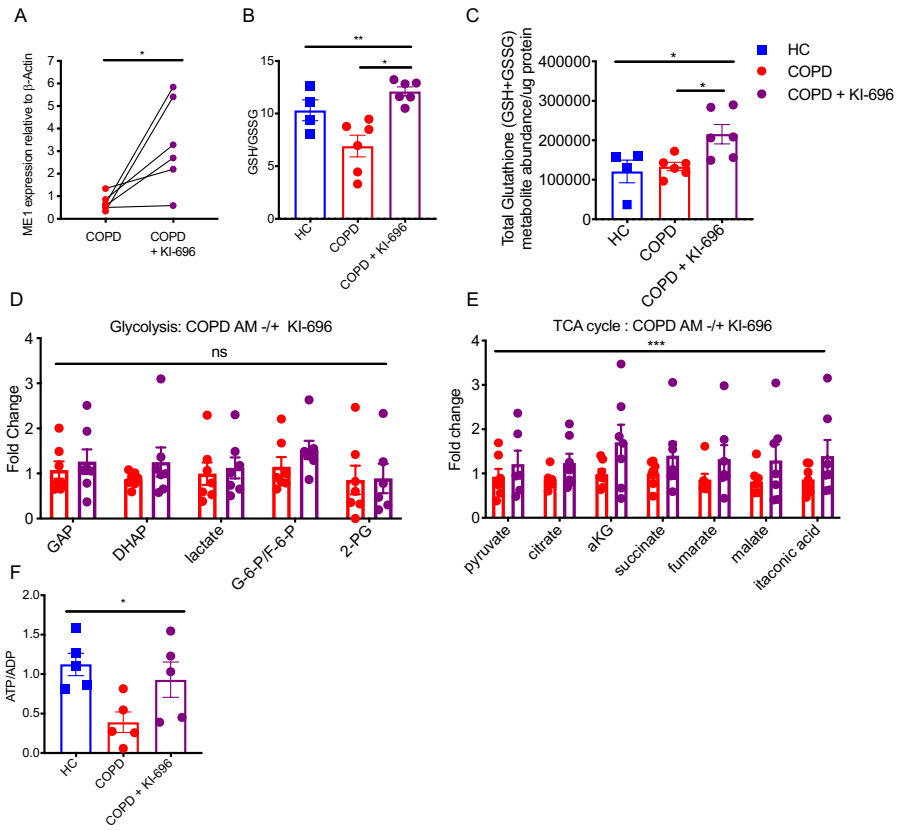 A
*
ME1 expression relative to β-Actin
7
6
5
4
3
2
1
0
COPD
COPD
+ KI-696
B
**
*
GSH/GSSG
15
10
5
0
HC
COPD
COPD + KI-696
C
*
*
Total Glutathione (GSH+GSSG)
metabolite abundance/ug protein
400000
300000
200000
100000
0
HC
COPD
COPD + KI-696
HC
COPD
COPD + KI-696
D
Glycolysis: COPD AM -/+ KI-696
ns
Fold Change
4
3
2
1
0
GAP
DHAP
lactate
G-6-P/F-6-P
2-PG
E
TCA cycle : COPD AM -/+ KI-696
***
Fold Change
4
3
2
1
0
pyruvate
citrate
aKG
succinate
fumarate
malate
itaconic acid
F
*
ATP/ADP
2.0
1.5
1.0
0.5
0.0
HC
COPD
COPD + KI-696